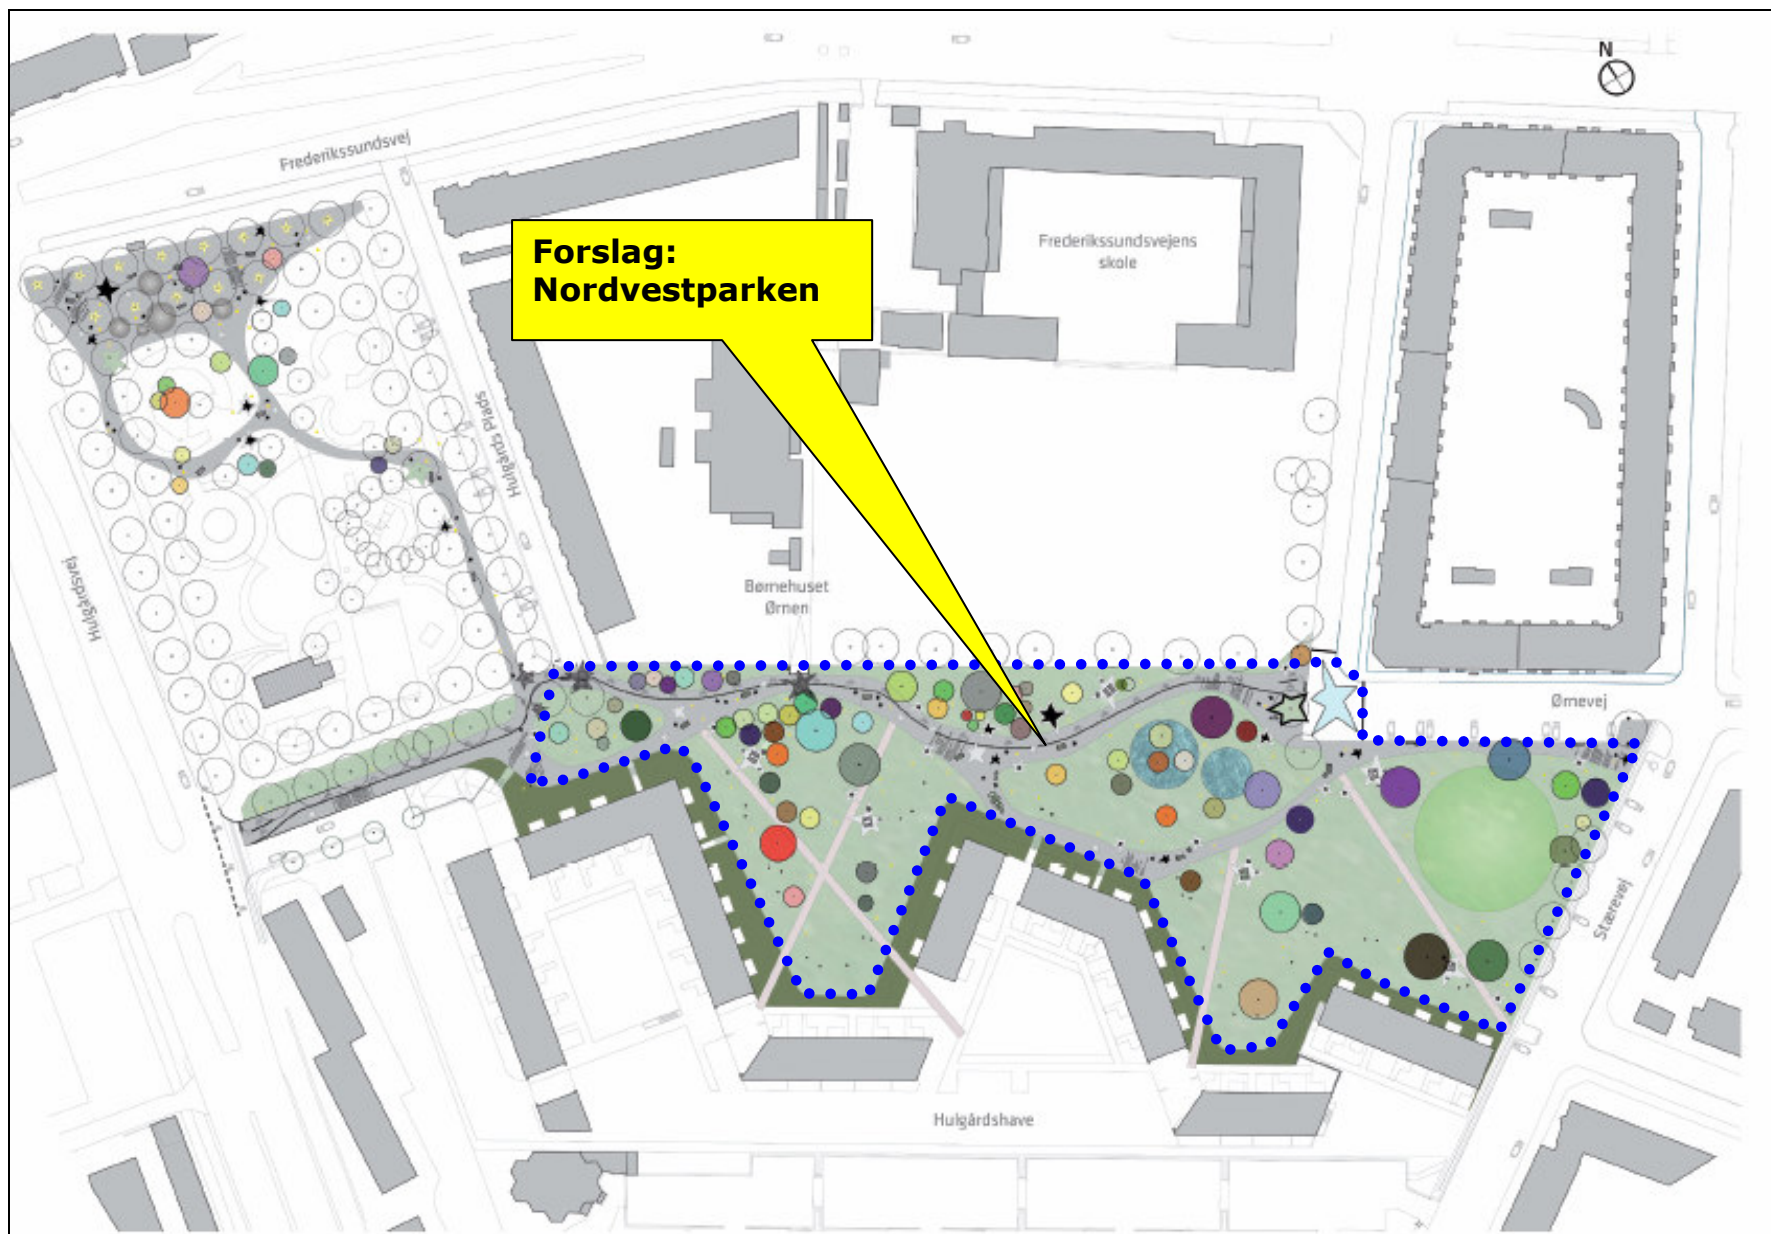 N
Frederikssundsvej
Forslag:
Nordvestparken
Frederikssundsvejens
skole
Hulgårds Plads
Hulgårdsvej
Børnehuset
Ørnen
Ørnevej
Stærevej
Hulgårdshave